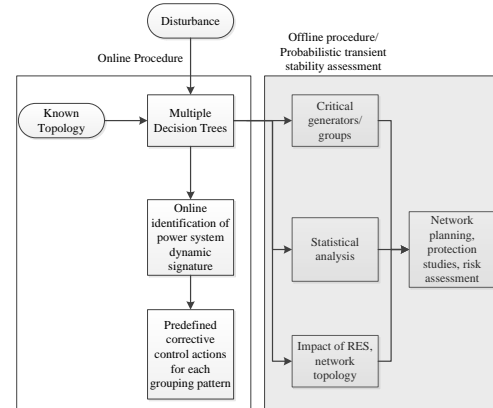 Disturbance
Online Procedure
Offline procedure/
Probabilistic transient
stability assessment
Known
Topology
Multiple
Decision Trees
Critical
generators/
groups
Online
identification of
power system
dynamic
signature
Statistical
analysis
Network
planning,
protection
studies, risk
assessment
Predefined
corrective
control actions
for each
grouping pattern
Impact of RES,
network
topology